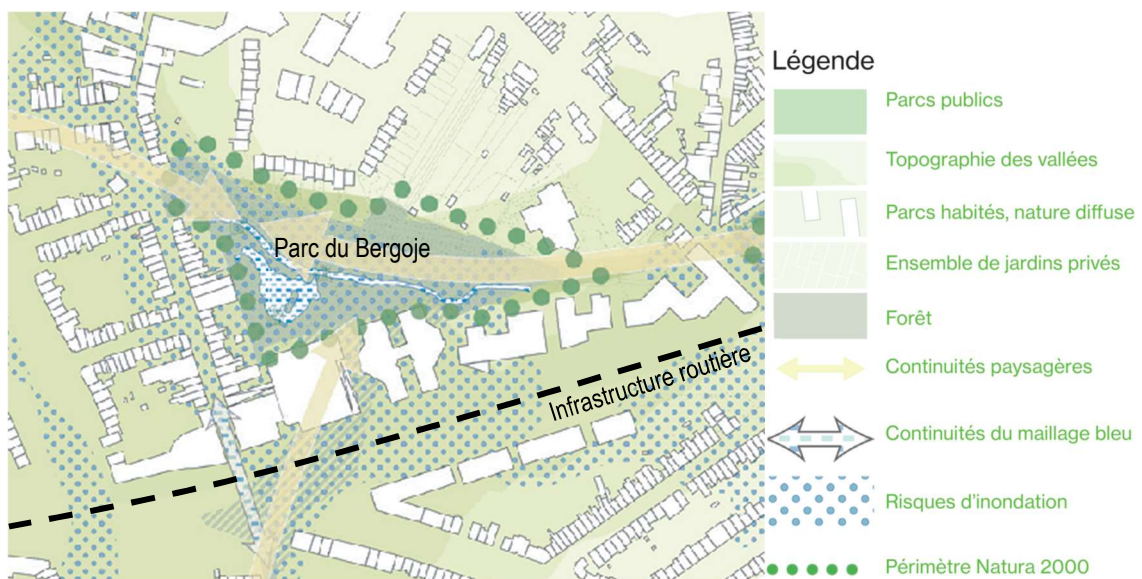 Parc du Bergoje
Infrastructure routière
Légende
Parcs publics
Topographie des vallées
Parcs habités, nature diffuse
Ensemble de jardins privés
Forêt
Continuités paysagères
Continuités du maillage bleu
Risques d'inondation
Périmètre Natura 2000